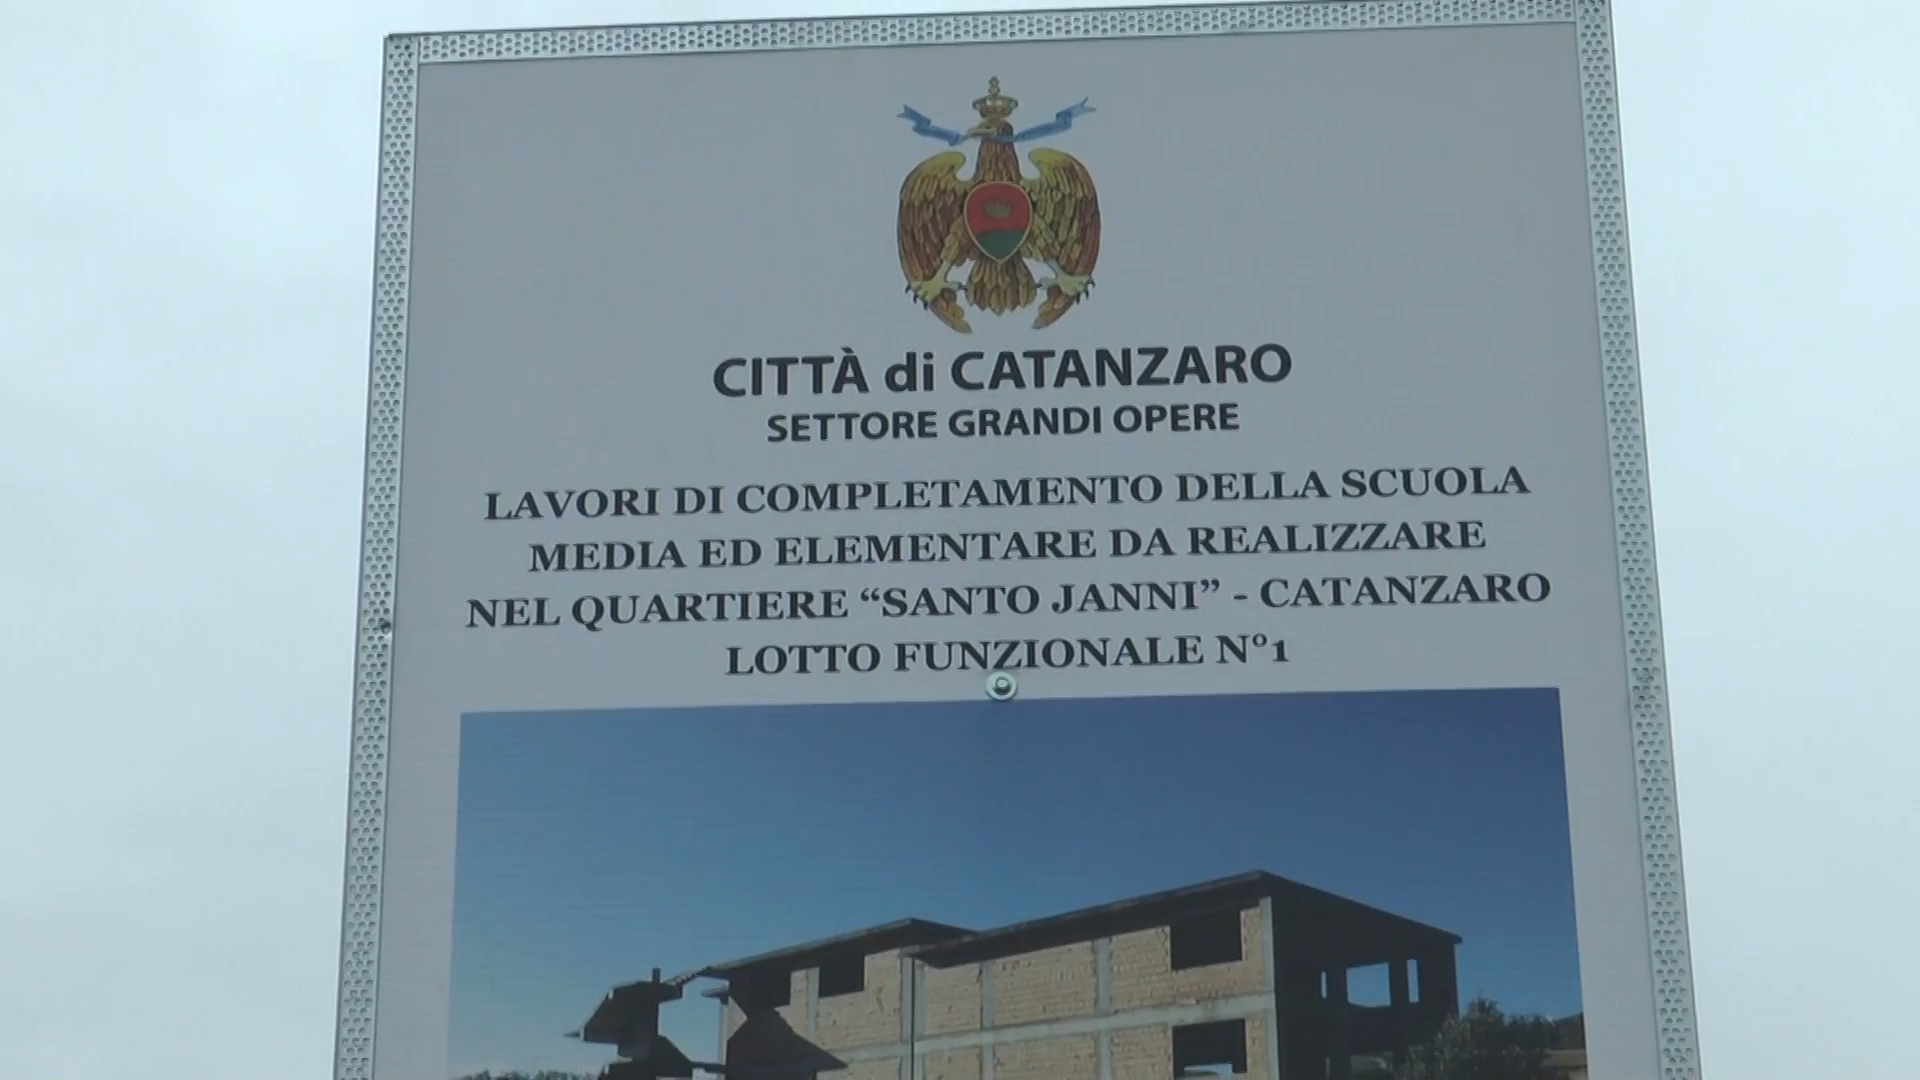 CITTÀ di CATANZARO
SETTORE GRANDI OPERE
LAVORI DI COMPLETAMENTO DELLA SCUOLA
MEDIA ED ELEMENTARE DA REALIZZARE
NEL QUARTIERE “SANTO JANNI” - CATANZARO
LOTTO FUNZIONALE N°1